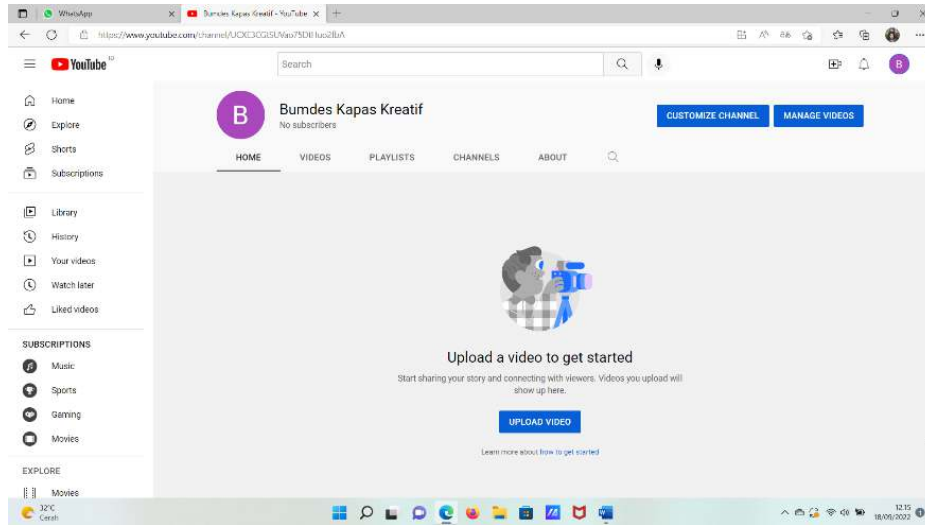 WhatsApp
Bumdes Kapas Kreatif - YouTube
YouTube ID
Search
B
Home
Explore
Shorts
Subscriptions
Library
History
Your videos
Watch later
Liked videos
SUBSCRIPTIONS
Music
Sports
Gaming
Movies
EXPLORE
Movies
B
Bumdes Kapas Kreatif
No subscribers
CUSTOMIZE CHANNEL
MANAGE VIDEOS
HOME VIDEOS PLAYLISTS CHANNELS ABOUT
Upload a video to get started
Start sharing your story and connecting with viewers. Videos you upload will
show up here.
UPLOAD VIDEO
Learn more about how to get started
32°C
Cerah
12.15
18/09/2022